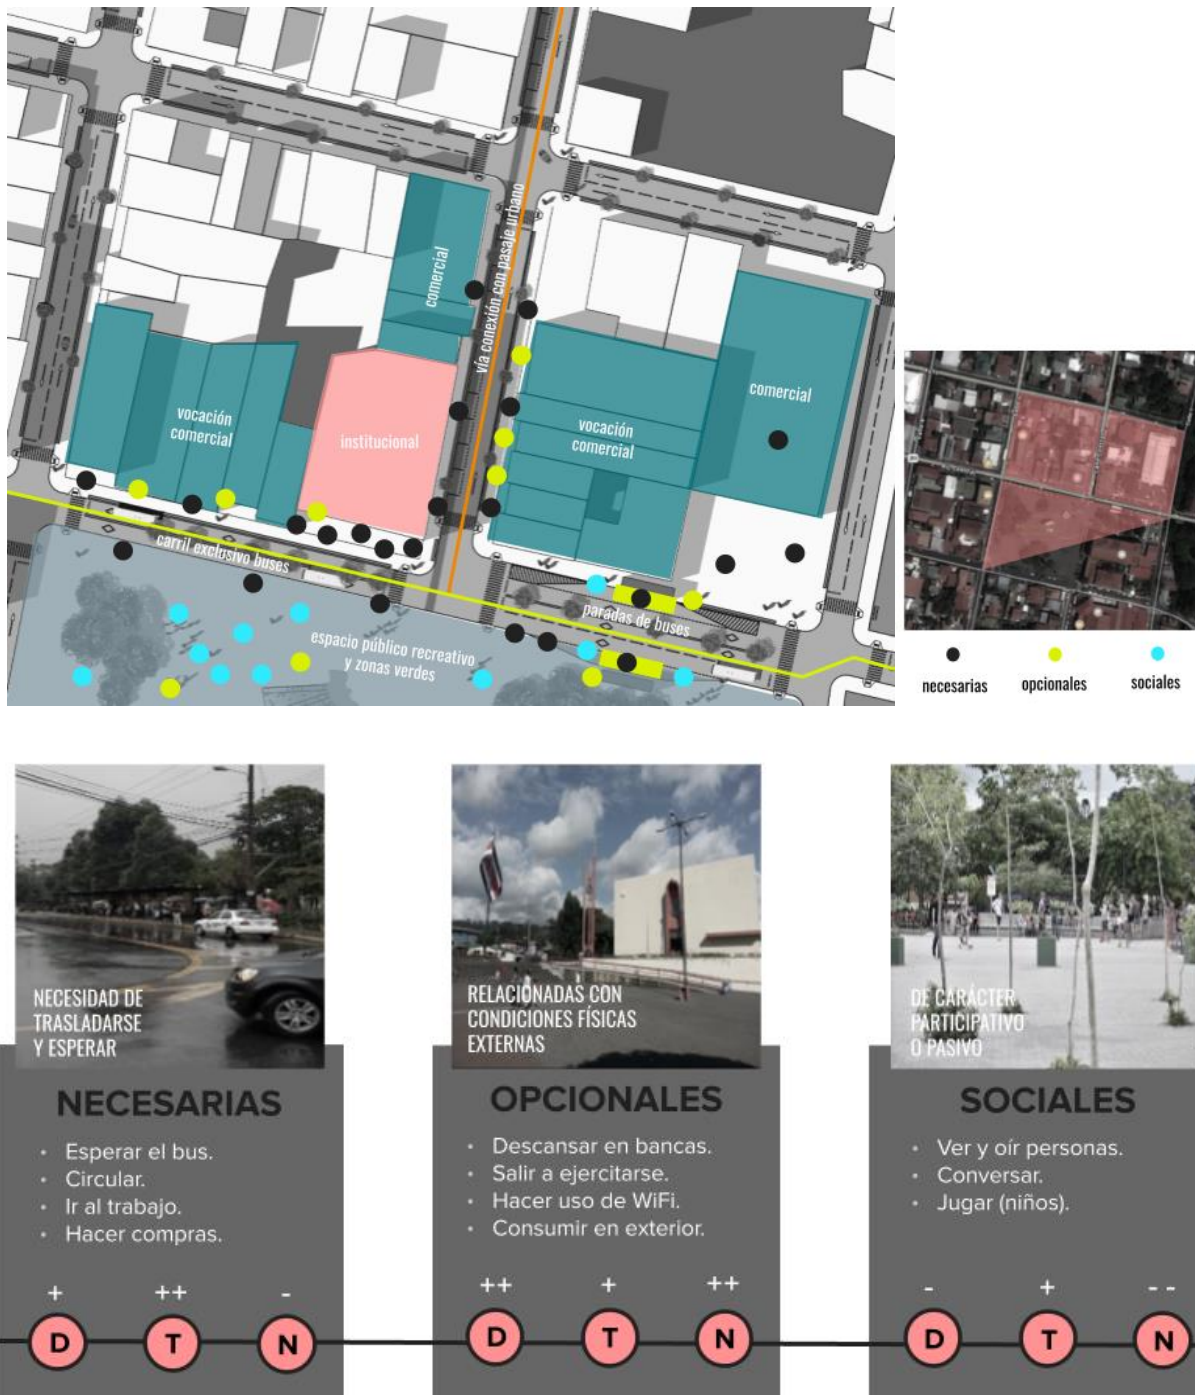 comercial
vía conexión con pasaje urbano
comercial
vocación
comercial
institucional
vocación
comercial
carril exclusivo buses
paradas de buses
espacio público recreativo
y zonas verdes
necesarias opcionales sociales
NECESIDAD DE
TRASLADARSE
Y ESPERAR
NECESARIAS
• Esperar el bus.
• Circular.
• Ir al trabajo.
• Hacer compras.
+ ++ -
D T N
RELACIONADAS CON
CONDICIONES FÍSICAS
EXTERNAS
OPCIONALES
• Descansar en bancas.
• Salir a ejercitarse.
• Hacer uso de WiFi.
• Consumir en exterior.
++ + ++
D T N
DE CARÁCTER
PARTICIPATIVO
O PASIVO
SOCIALES
• Ver y oír personas.
• Conversar.
• Jugar (niños).
- + --
D T N